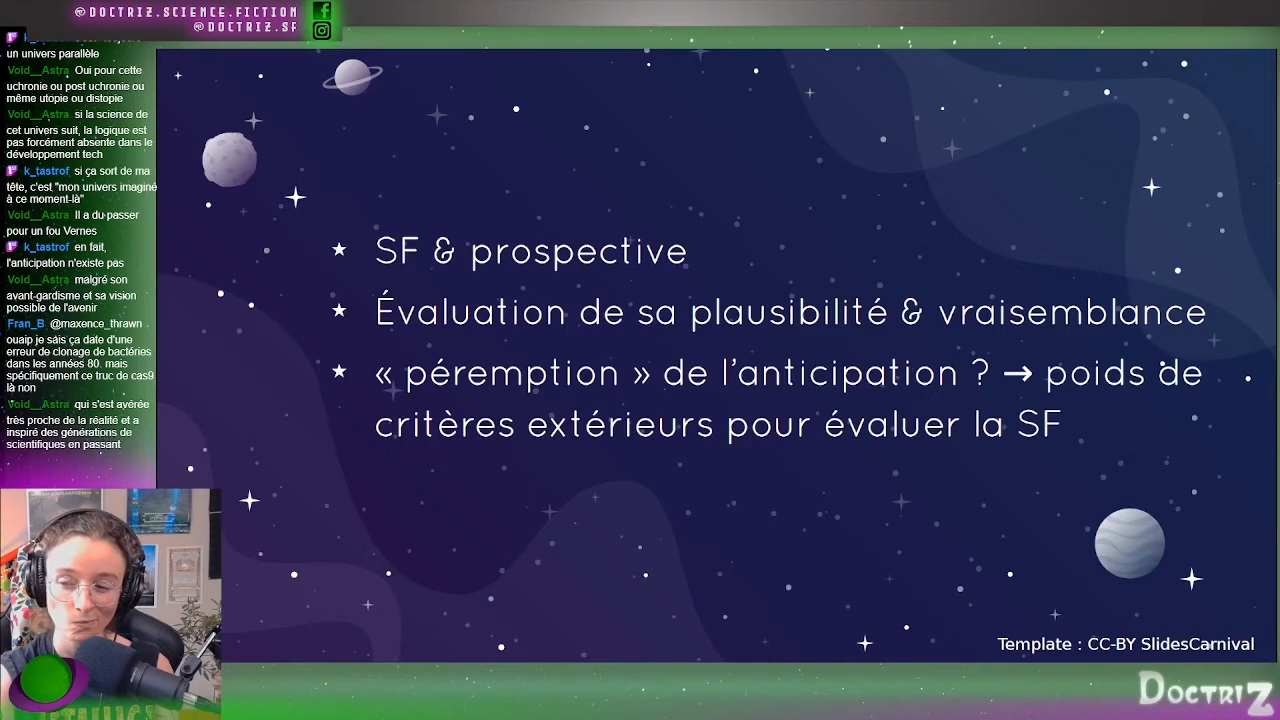 @DOCTRIZ.SCIENCE.FICTION
@DOCTRIZ.SF
un univers parallèle
Void__Astra Oui pour cette
uchronie ou post uchronie ou
même utopie ou distopie
Void__Astra si la science de
cet univers suit, la logique est
pas forcément absente dans le
développement tech
k_tastrof si ça sort de ma
tête, c'est "mon univers imaginé
à ce moment-là"
Void__Astra Il a du passer
pour un fou Vernes
k_tastrof en fait,
l'anticipation n'existe pas
Void__Astra malgré son
avant-gardisme et sa vision
possible de l'avenir
Fran_B @maxence_thrawn
ouaip je sais ça date d'une
erreur de clonage de bactéries
dans les années 80. mais
spécifiquement ce truc de cas9
là non
Void__Astra qui s'est avérée
très proche de la réalité et a
inspiré des générations de
scientifiques en passant
★ SF & prospective
★ Évaluation de sa plausibilité & vraisemblance
★ « péremption » de l'anticipation ? → poids de
critères extérieurs pour évaluer la SF
Template : CC-BY SlidesCarnival
DOCTRIZ
METALLICA